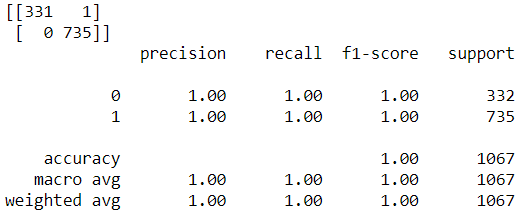 [[331   1]
 [  0 735]]
              precision    recall  f1-score   support

           0       1.00      1.00      1.00       332
           1       1.00      1.00      1.00       735

    accuracy                           1.00      1067
   macro avg       1.00      1.00      1.00      1067
weighted avg       1.00      1.00      1.00      1067